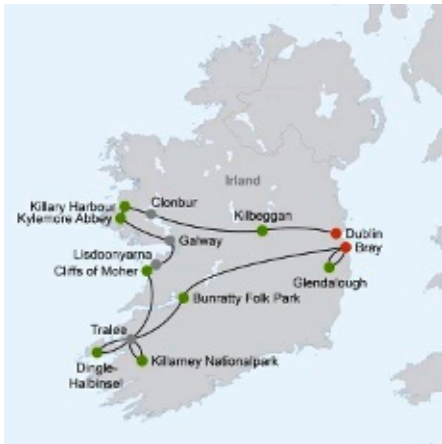 Irland
Killary Harbour
Clonbur
Kylemore Abbey
Kilbeggan
Dublin
Galway
Bray
Lisdoonvarna
Cliffs of Moher
Glendalough
Bunratty Folk Park
Tralee
Killarney Nationalpark
Dingle-
Halbinsel